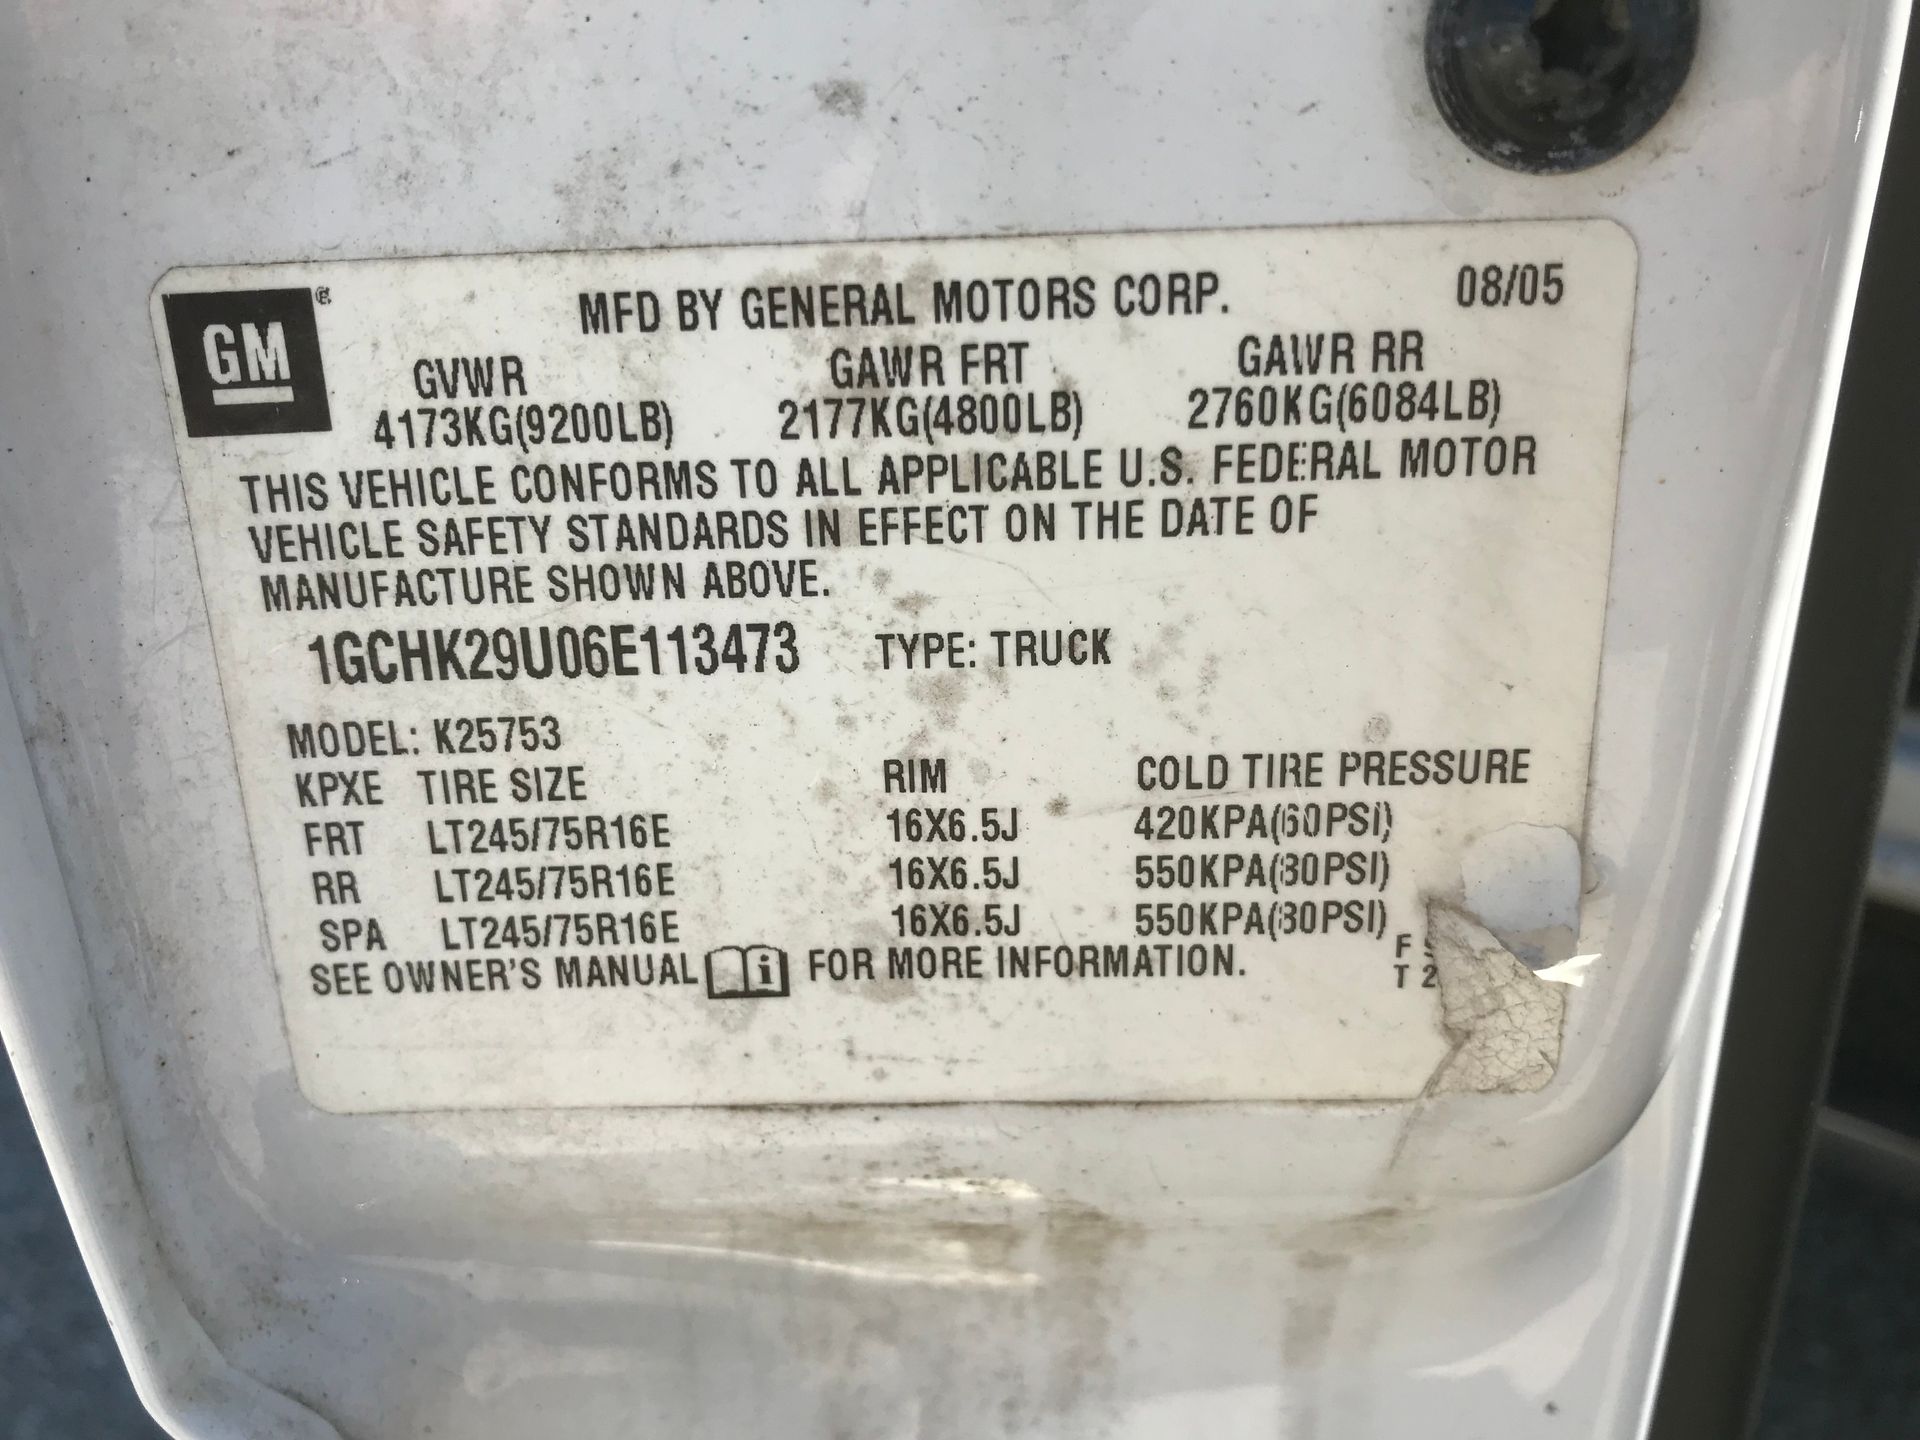 GM ®
MFD BY GENERAL MOTORS CORP. 08/05
GVWR GAWR FRT GAWR RR
4173KG(9200LB) 2177KG(4800LB) 2760KG(6084LB)
THIS VEHICLE CONFORMS TO ALL APPLICABLE U.S. FEDERAL MOTOR
VEHICLE SAFETY STANDARDS IN EFFECT ON THE DATE OF
MANUFACTURE SHOWN ABOVE.
1GCHK29U06E113473 TYPE: TRUCK
MODEL: K25753
KPXE TIRE SIZE RIM COLD TIRE PRESSURE
FRT LT245/75R16E 16X6.5J 420KPA(60PSI)
RR LT245/75R16E 16X6.5J 550KPA(80PSI)
SPA LT245/75R16E 16X6.5J 550KPA(80PSI)
F
SEE OWNER'S MANUAL FOR MORE INFORMATION. T 2